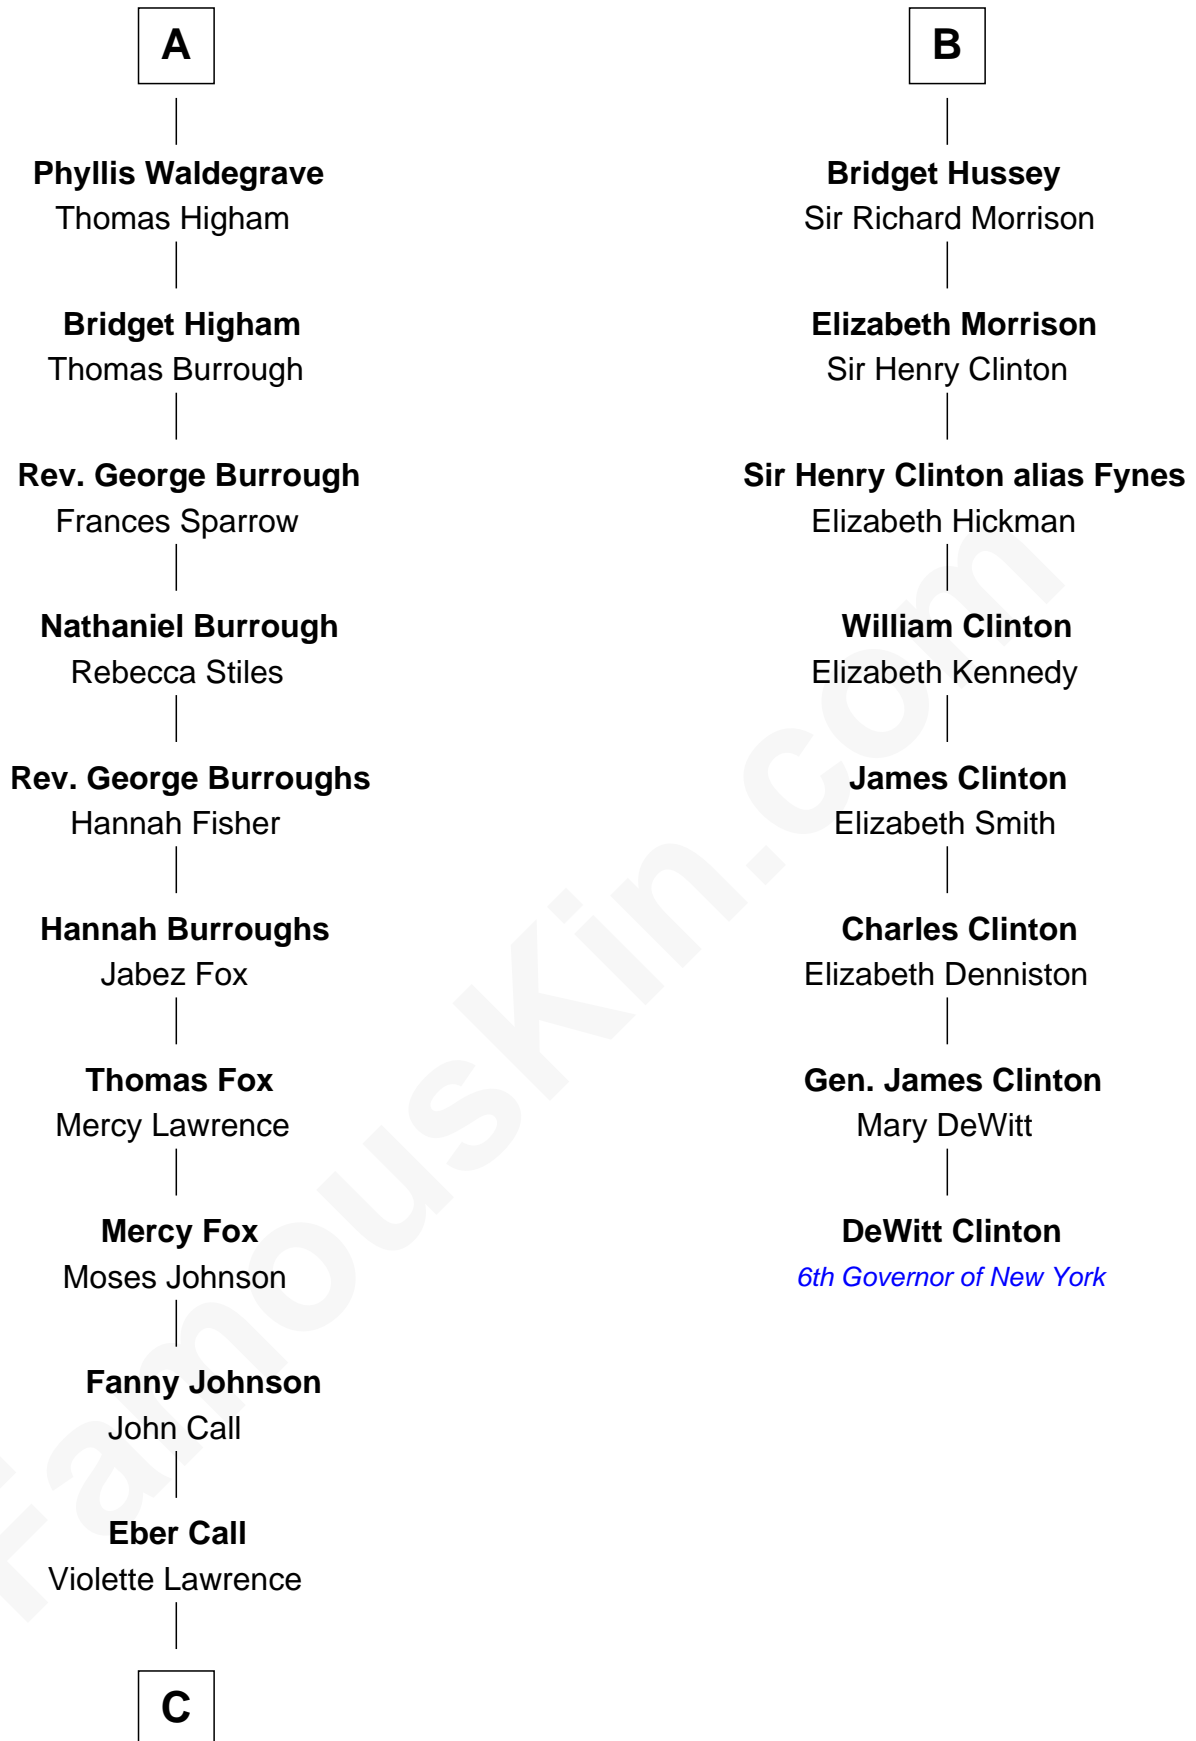 A
Phyllis Waldegrave
Thomas Higham
Bridget Higham
Thomas Burrough
Rev. George Burrough
Frances Sparrow
Nathaniel Burrough
Rebecca Stiles
Rev. George Burroughs
Hannah Fisher
Hannah Burroughs
Jabez Fox
Thomas Fox
Mercy Lawrence
Mercy Fox
Moses Johnson
Fanny Johnson
John Call
Eber Call
Violette Lawrence
C
B
Bridget Hussey
Sir Richard Morrison
Elizabeth Morrison
Sir Henry Clinton
Sir Henry Clinton alias Fynes
Elizabeth Hickman
William Clinton
Elizabeth Kennedy
James Clinton
Elizabeth Smith
Charles Clinton
Elizabeth Denniston
Gen. James Clinton
Mary DeWitt
DeWitt Clinton
6th Governor of New York
FamousKin.com